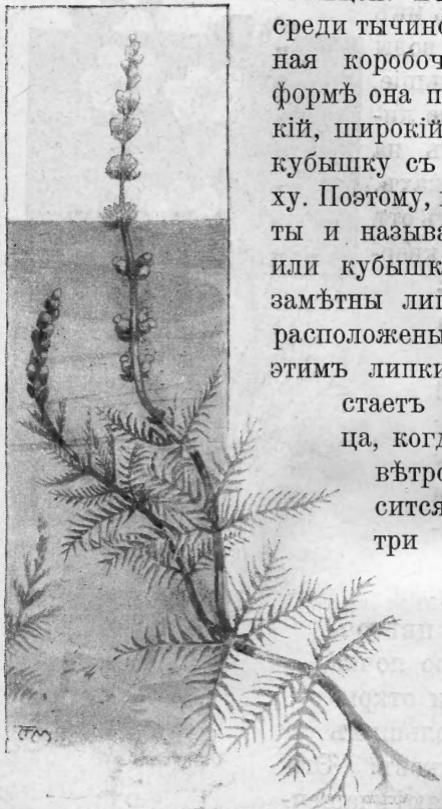 среди тычино
ная короб
формѣ она п
кій, широкій
кубышку съ
ху. Поэтому,
ты и называ
или кубышк
замѣтны ли
расположены
этимъ липки
стаетъ
ца, когд
вѣтро
сится
три